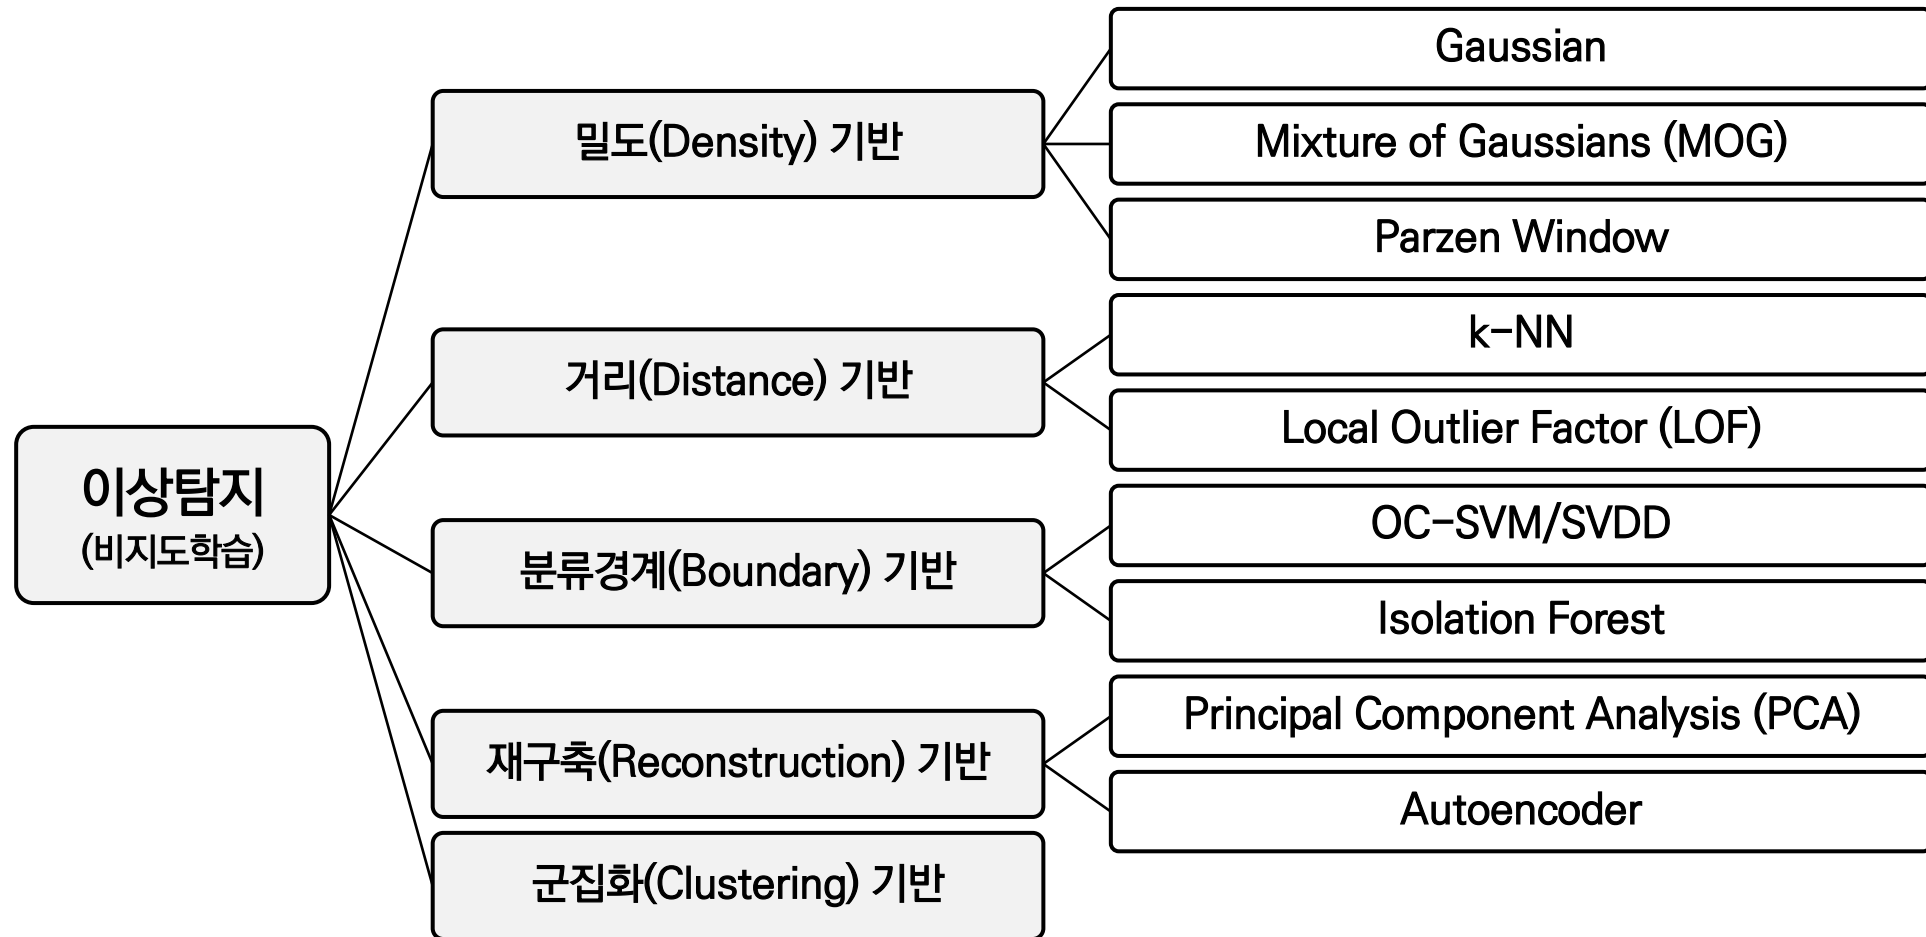 이상탐지
(비지도학습)
밀도(Density) 기반
Gaussian
Mixture of Gaussians (MOG)
Parzen Window
거리(Distance) 기반
k-NN
Local Outlier Factor (LOF)
분류경계(Boundary) 기반
OC-SVM/SVDD
Isolation Forest
재구축(Reconstruction) 기반
Principal Component Analysis (PCA)
Autoencoder
군집화(Clustering) 기반